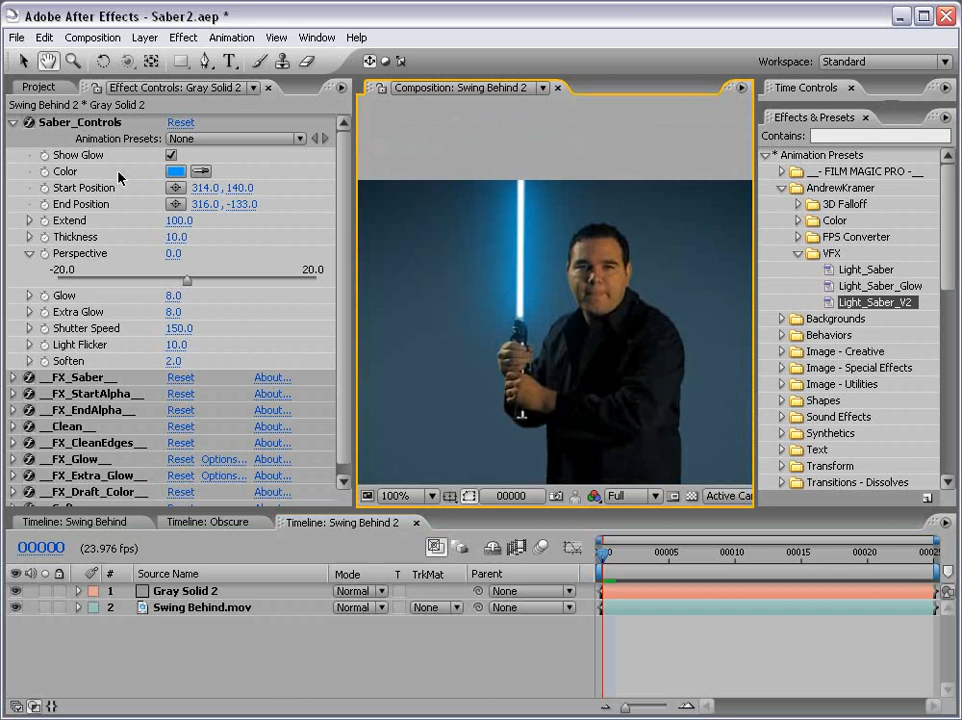 Adobe After Effects - Saber2.aep *
File Edit Composition Layer Effect Animation View Window Help
Workspace: Standard
Project
Effect Controls: Gray Solid 2
Swing Behind 2 * Gray Solid 2
Saber_Controls Reset
Animation Presets: None
Show Glow
Color
Start Position 314.0, 140.0
End Position 316.0, -133.0
Extend 100.0
Thickness 10.0
Perspective 0.0
-20.0 20.0
Glow 8.0
Extra Glow 8.0
Shutter Speed 150.0
Light Flicker 10.0
Soften 2.0
__FX_Saber__ Reset About...
__FX_StartAlpha__ Reset About...
__FX_EndAlpha__ Reset About...
__Clean__ Reset About...
__FX_CleanEdges__ Reset About...
__FX_Glow__ Reset Options... About...
__FX_Extra_Glow__ Reset Options... About...
__FX_Draft_Color__ Reset About...
Composition: Swing Behind 2
100% 00000 Full Active Car
Time Controls
Effects & Presets
Contains:
* Animation Presets
__- FILM MAGIC PRO -__
AndrewKramer
3D Falloff
Color
FPS Converter
VFX
Light_Saber
Light_Saber_Glow
Light_Saber_V2
Backgrounds
Behaviors
Image - Creative
Image - Special Effects
Image - Utilities
Shapes
Sound Effects
Synthetics
Text
Transform
Transitions - Dissolves
Timeline: Swing Behind
Timeline: Obscure
Timeline: Swing Behind 2
00000 (23.976 fps)
# Source Name Mode T TrkMat Parent
00005 00010 00015 00020 0002
1 Gray Solid 2 Normal None
2 Swing Behind.mov Normal None None